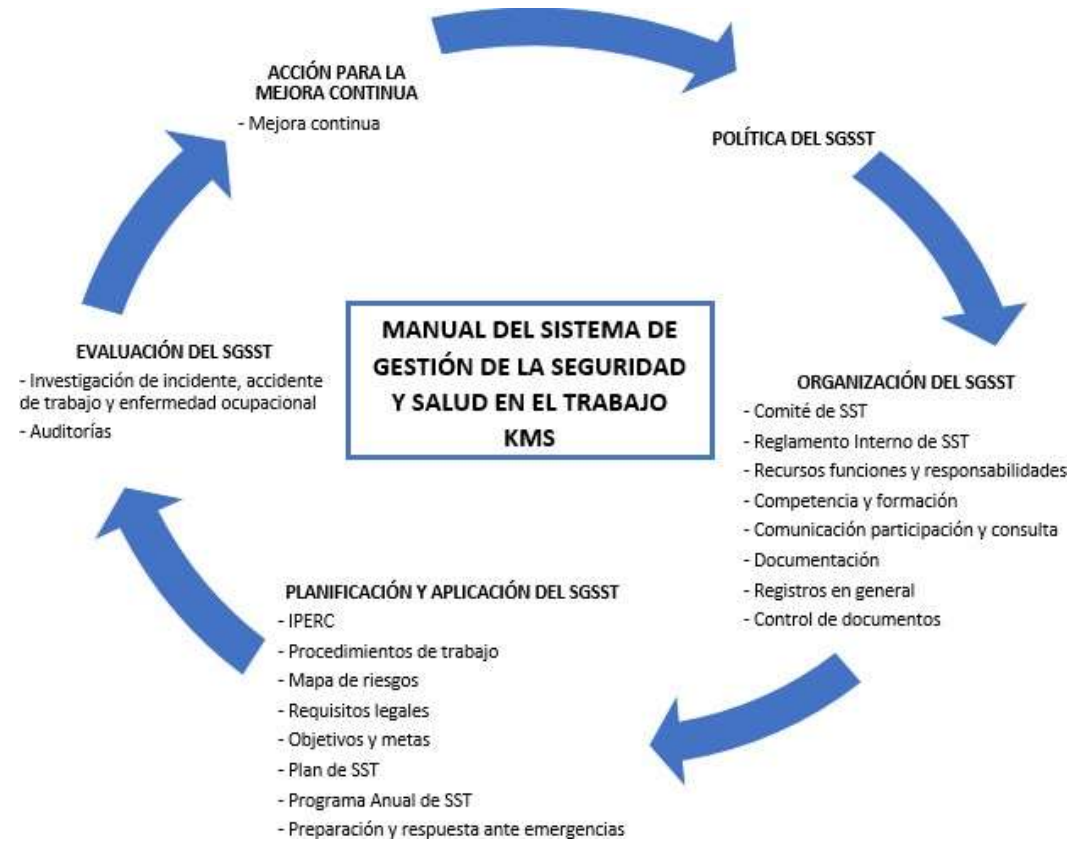 ACCIÓN PARA LA
MEJORA CONTINUA
- Mejora continua
POLÍTICA DEL SGSST
MANUAL DEL SISTEMA DE
GESTIÓN DE LA SEGURIDAD
Y SALUD EN EL TRABAJO
KMS
ORGANIZACIÓN DEL SGSST
- Comité de SST
- Reglamento Interno de SST
- Recursos funciones y responsabilidades
- Competencia y formación
- Comunicación participación y consulta
- Documentación
- Registros en general
- Control de documentos
PLANIFICACIÓN Y APLICACIÓN DEL SGSST
- IPERC
- Procedimientos de trabajo
- Mapa de riesgos
- Requisitos legales
- Objetivos y metas
- Plan de SST
- Programa Anual de SST
- Preparación y respuesta ante emergencias
EVALUACIÓN DEL SGSST
- Investigación de incidente, accidente
de trabajo y enfermedad ocupacional
- Auditorías